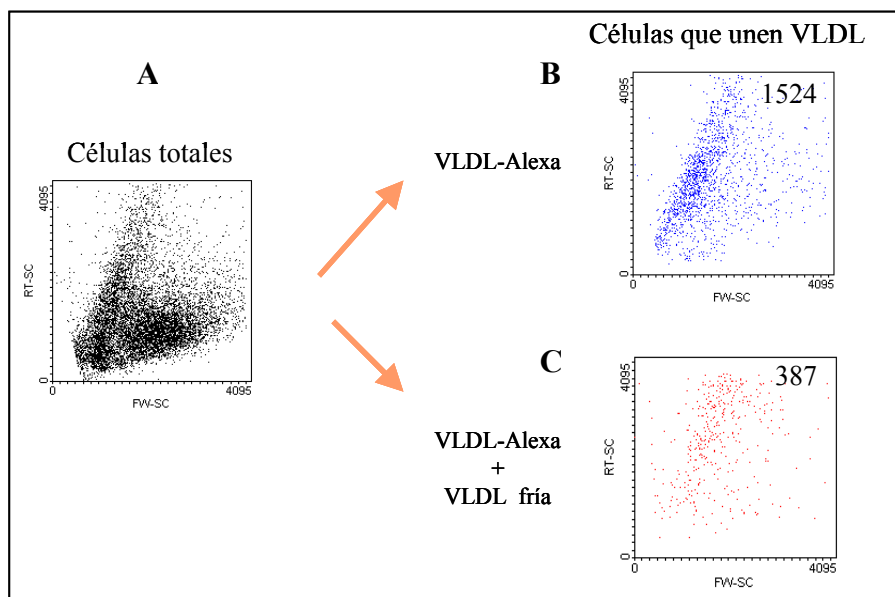 Células que unen VLDL
A
B
1524
4095
RT-SC
0
0
FW-SC
4095
Células totales
VLDL-Alexa
4095
RT-SC
0
0
FW-SC
4095
C
387
4095
RT-SC
0
0
FW-SC
4095
VLDL-Alexa
+
VLDL fría